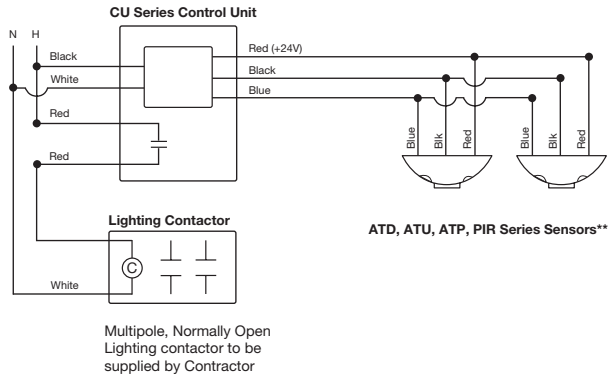 CU Series Control Unit
N H
Black
White
Red
Red
Red (+24V)
Black
Blue
Blue
Blk
Red
Blue
Blk
Red
ATD, ATU, ATP, PIR Series Sensors**
Lighting Contactor
C
White
Multipole, Normally Open
Lighting contactor to be
supplied by Contractor